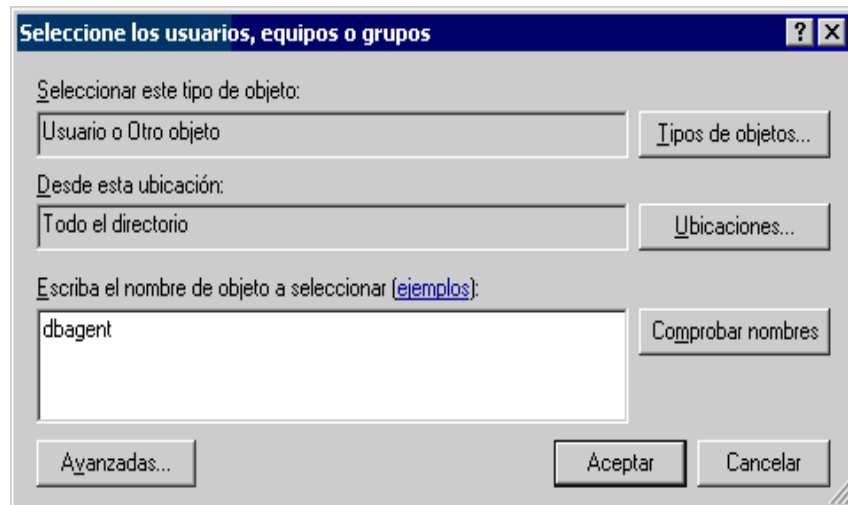 Seleccione los usuarios, equipos o grupos
Seleccionar este tipo de objeto:
Usuario o Otro objeto
Tipos de objetos...
Desde esta ubicación:
Todo el directorio
Ubicaciones...
Escriba el nombre de objeto a seleccionar (ejemplos):
dbagent
Comprobar nombres
Avanzadas...
Aceptar
Cancelar